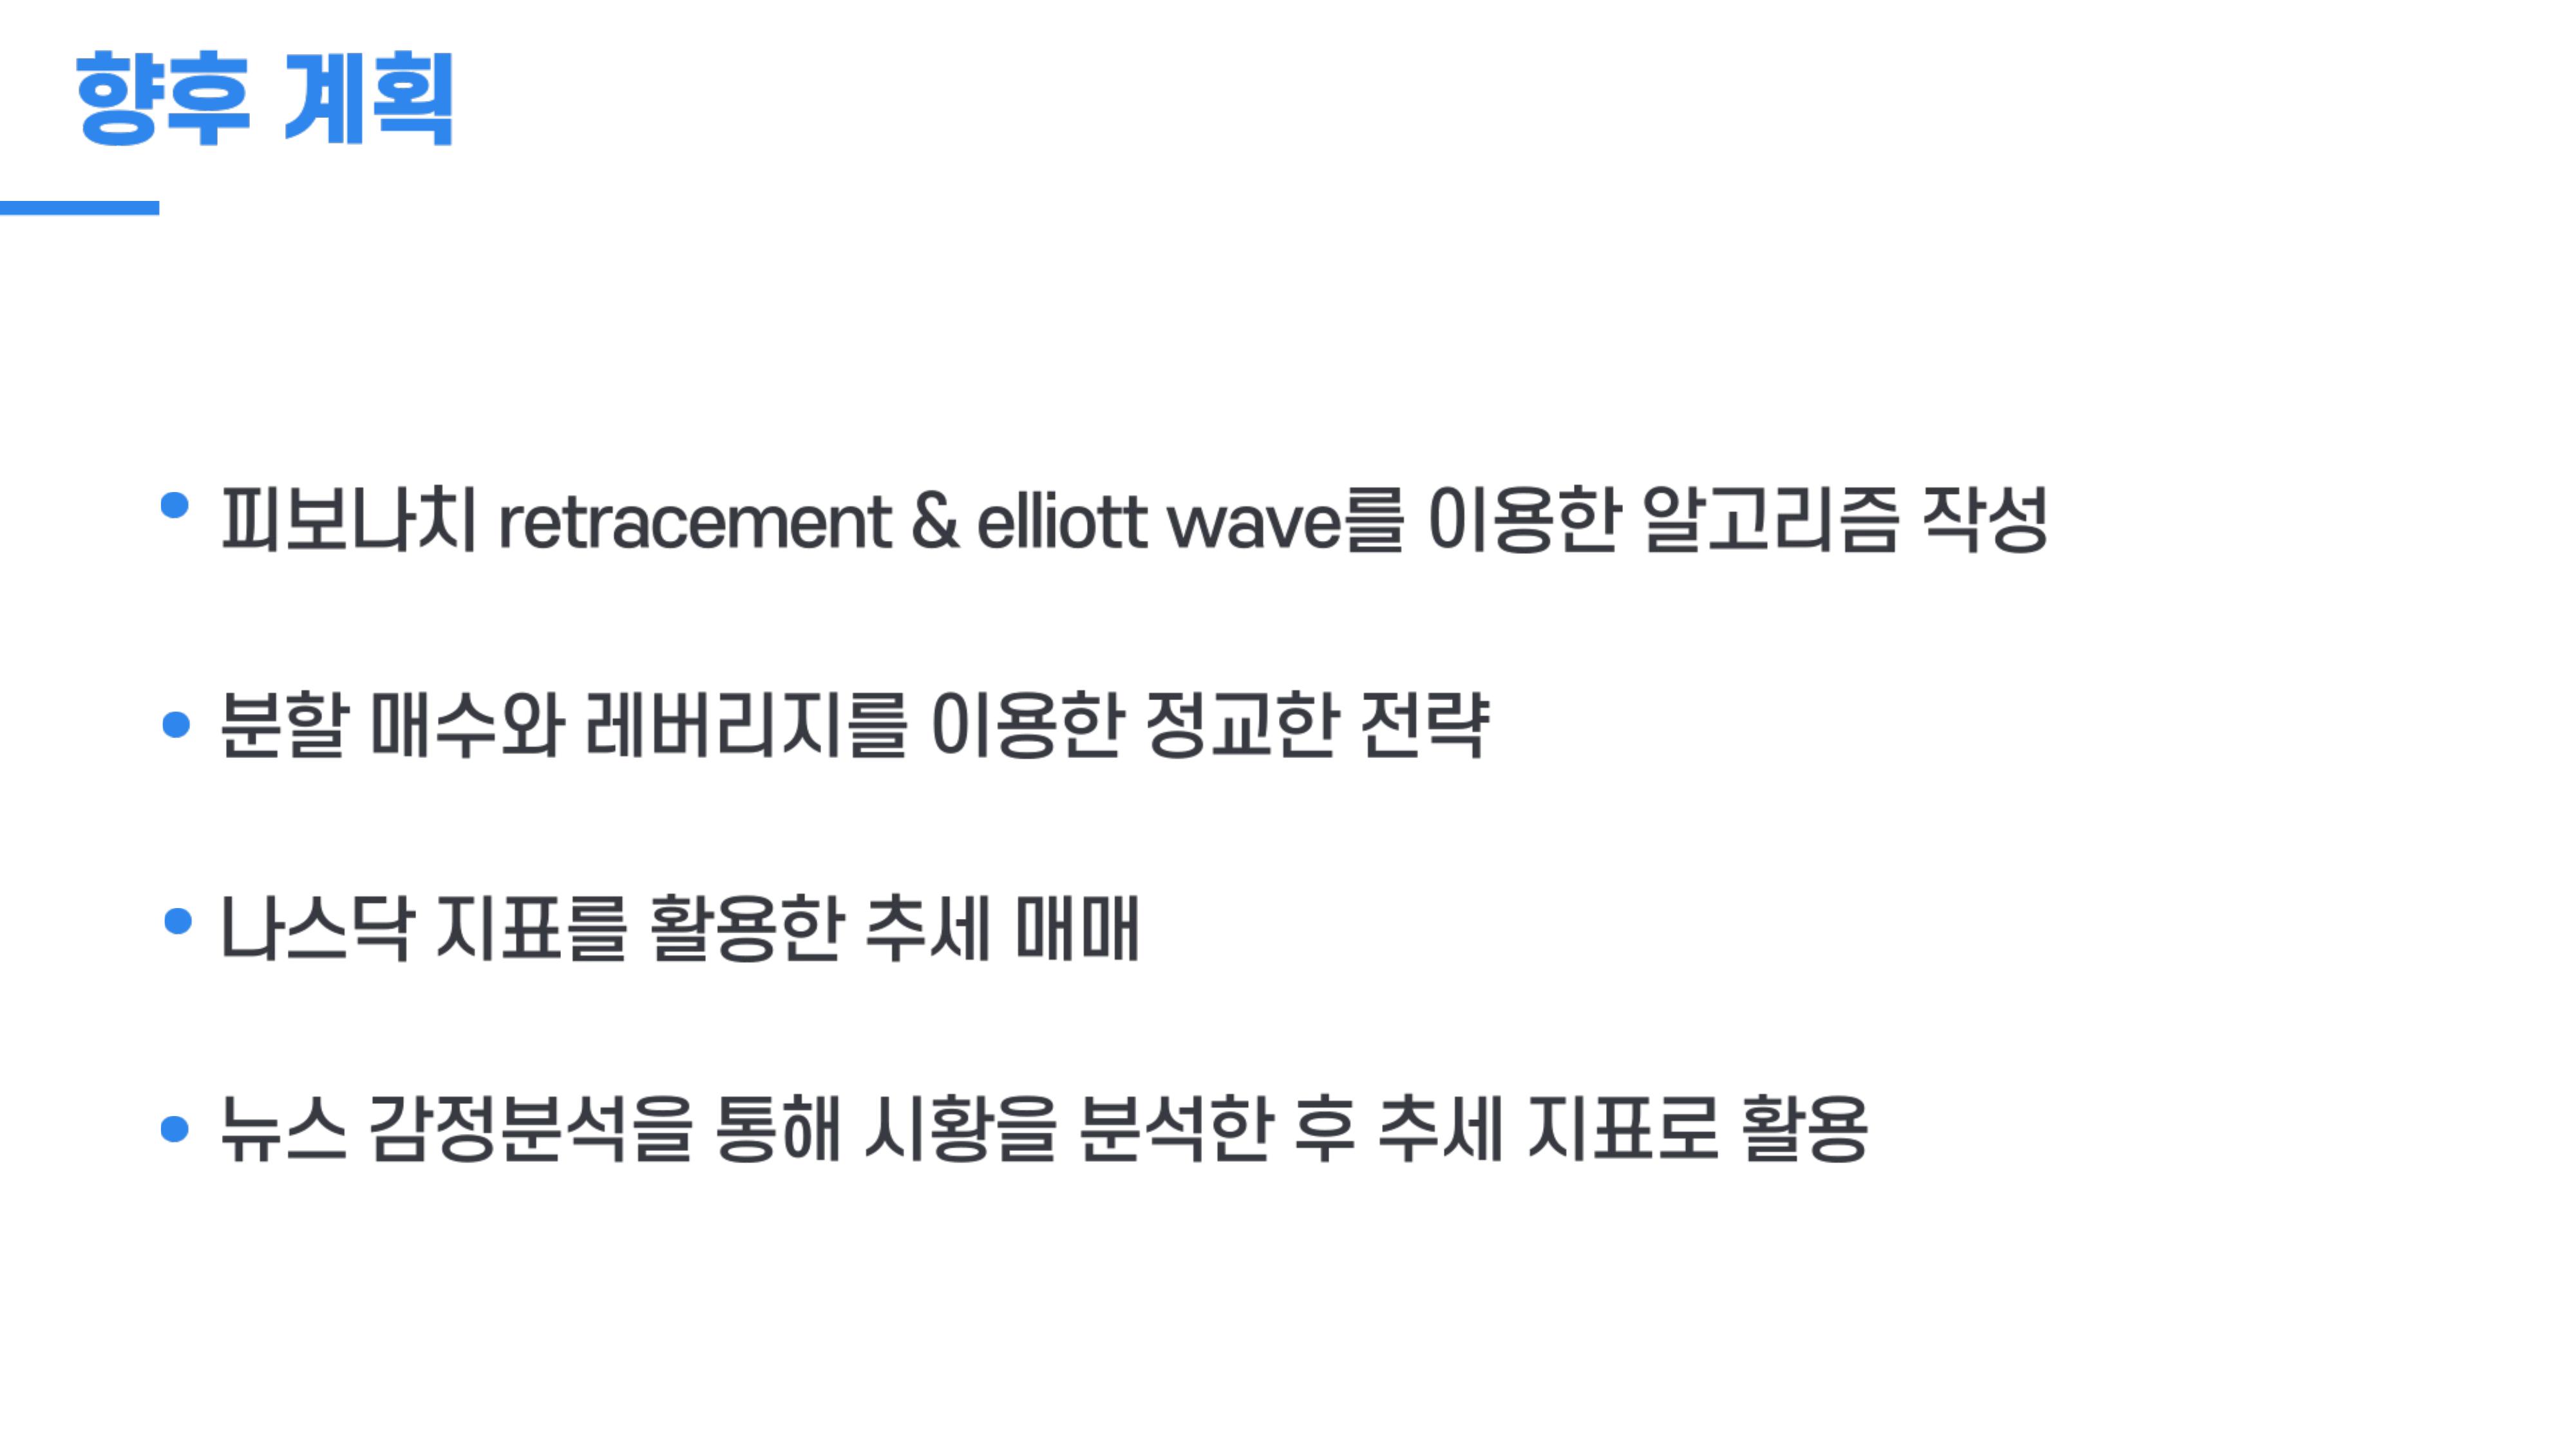 향후 계획
피보나치 retracement & elliott wave를 이용한 알고리즘 작성
분할 매수와 레버리지를 이용한 정교한 전략
나스닥 지표를 활용한 추세 매매
뉴스 감정분석을 통해 시황을 분석한 후 추세 지표로 활용